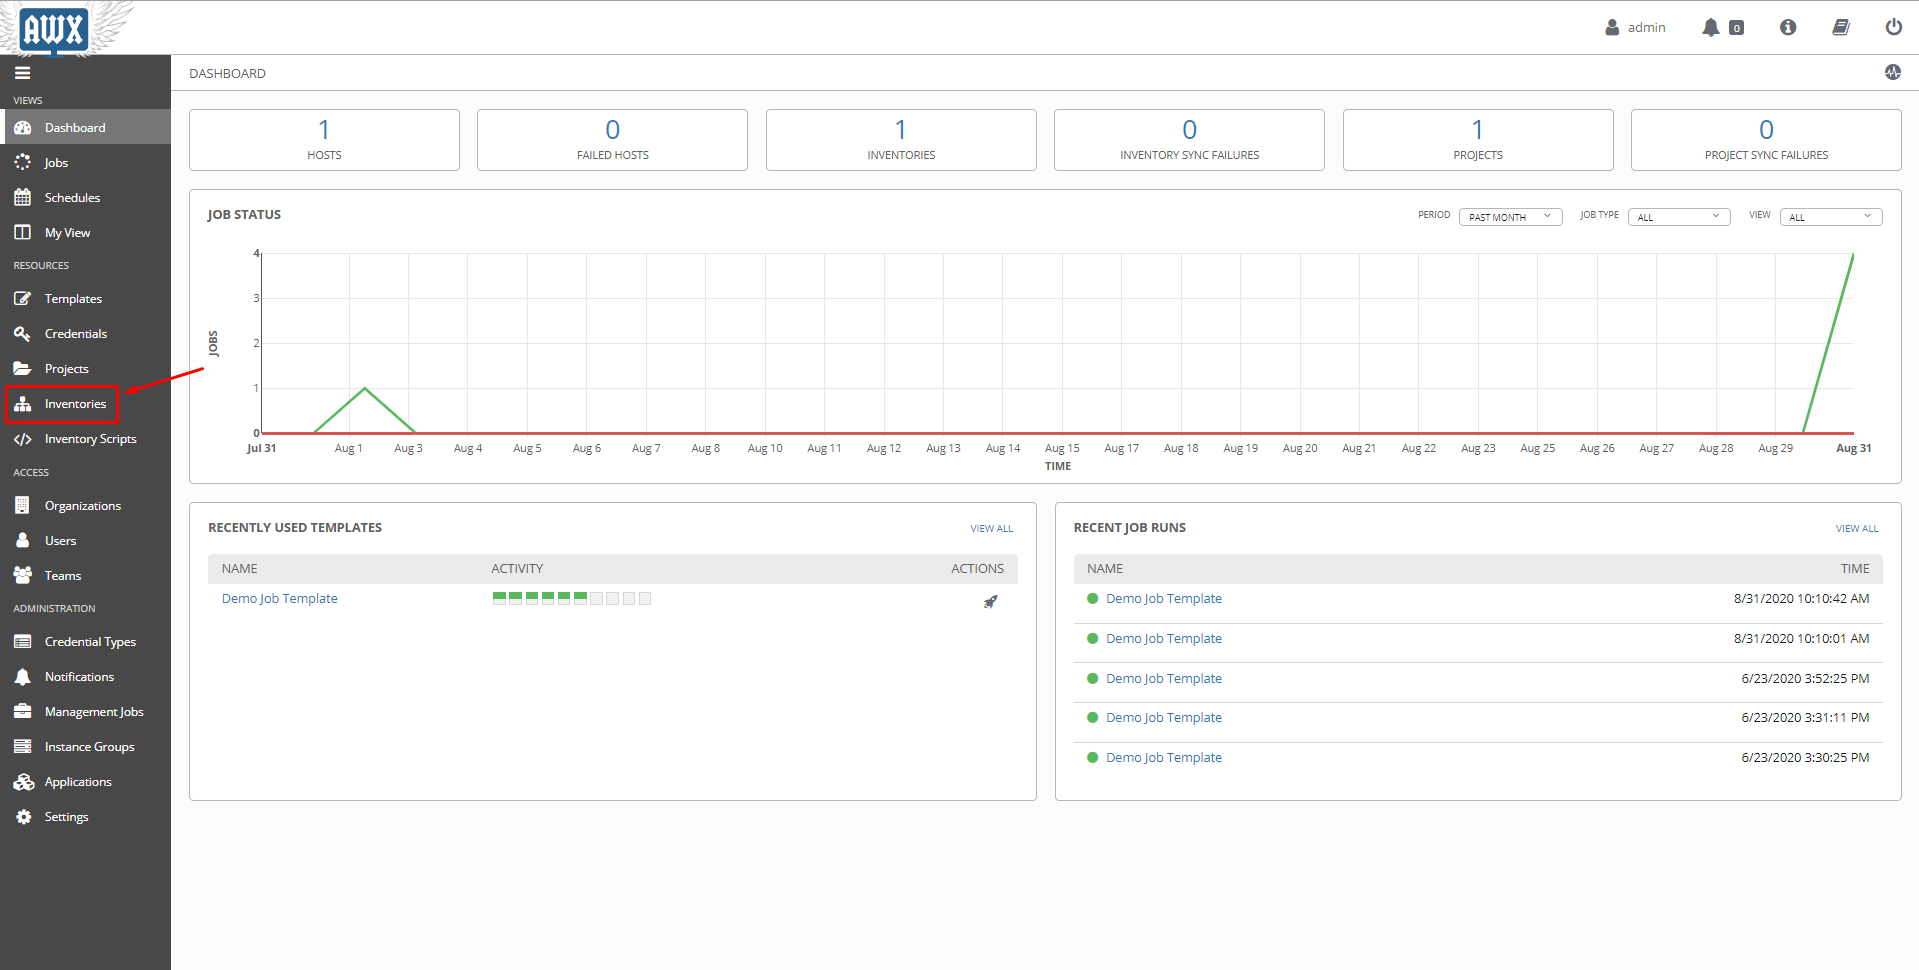 AWX
admin
0
VIEWS
Dashboard
Jobs
Schedules
My View
RESOURCES
Templates
Credentials
Projects
Inventories
Inventory Scripts
ACCESS
Organizations
Users
Teams
ADMINISTRATION
Credential Types
Notifications
Management Jobs
Instance Groups
Applications
Settings
DASHBOARD
1
HOSTS
0
FAILED HOSTS
1
INVENTORIES
0
INVENTORY SYNC FAILURES
1
PROJECTS
0
PROJECT SYNC FAILURES
JOB STATUS
PERIOD PAST MONTH JOB TYPE ALL VIEW ALL
JOBS
4
3
2
1
0
Jul 31 Aug 1 Aug 3 Aug 4 Aug 5 Aug 6 Aug 7 Aug 8 Aug 10 Aug 11 Aug 12 Aug 13 Aug 14 Aug 15 Aug 17 Aug 18 Aug 19 Aug 20 Aug 21 Aug 22 Aug 23 Aug 25 Aug 26 Aug 27 Aug 28 Aug 29 Aug 31
TIME
RECENTLY USED TEMPLATES VIEW ALL
NAME ACTIVITY ACTIONS
Demo Job Template
RECENT JOB RUNS VIEW ALL
NAME TIME
Demo Job Template 8/31/2020 10:10:42 AM
Demo Job Template 8/31/2020 10:10:01 AM
Demo Job Template 6/23/2020 3:52:25 PM
Demo Job Template 6/23/2020 3:31:11 PM
Demo Job Template 6/23/2020 3:30:25 PM